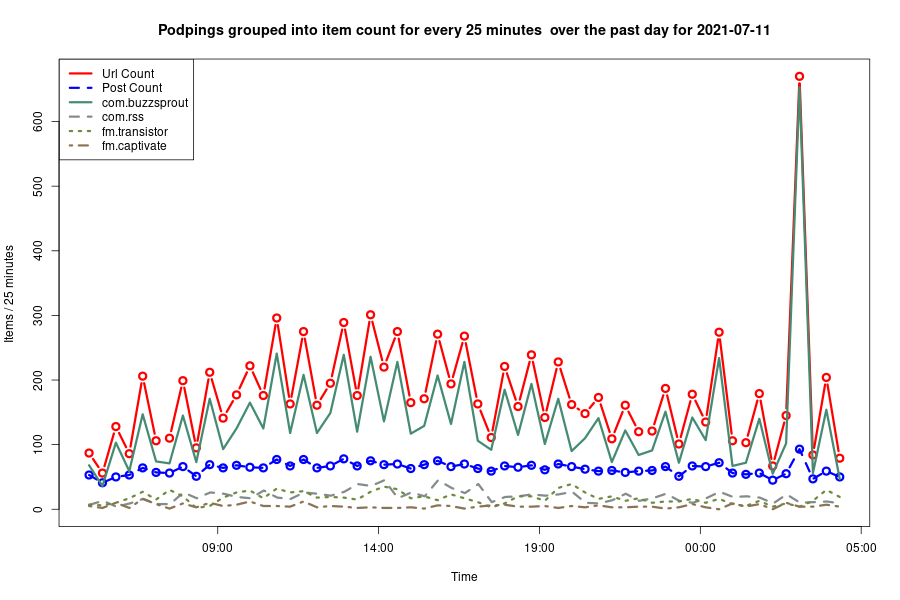 Podpings grouped into item count for every 25 minutes  over the past day for 2021-07-11
Url Count
Post Count
com.buzzsprout
com.rss
fm.transistor
fm.captivate
Items / 25 minutes
600
500
400
300
200
100
0
09:00 14:00 19:00 00:00 05:00
Time